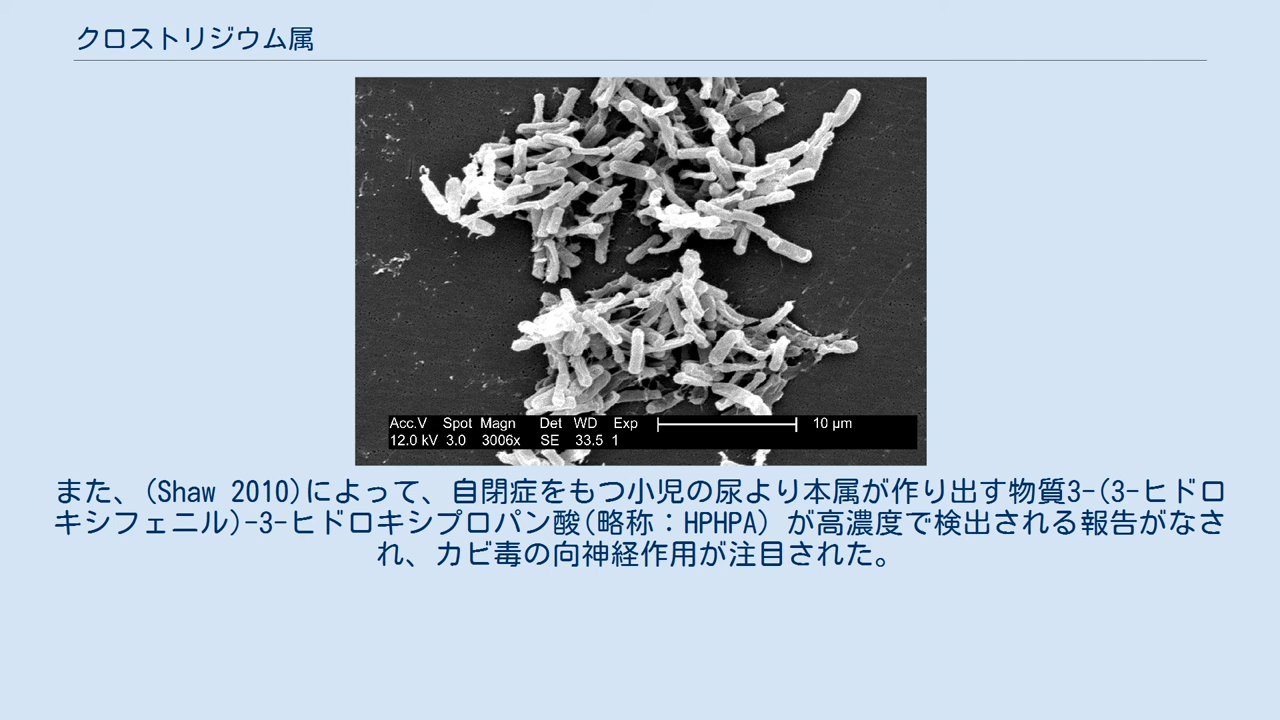 クロストリジウム属
Acc.V Spot Magn Det WD Exp 10 µm
12.0 kV 3.0 3006x SE 33.5 1
また、(Shaw 2010)によって、自閉症をもつ小児の尿より本属が作り出す物質3-(3-ヒドロ
キシフェニル)-3-ヒドロキシプロパン酸(略称：HPHPA) が高濃度で検出される報告がなさ
れ、カビ毒の向神経作用が注目された。